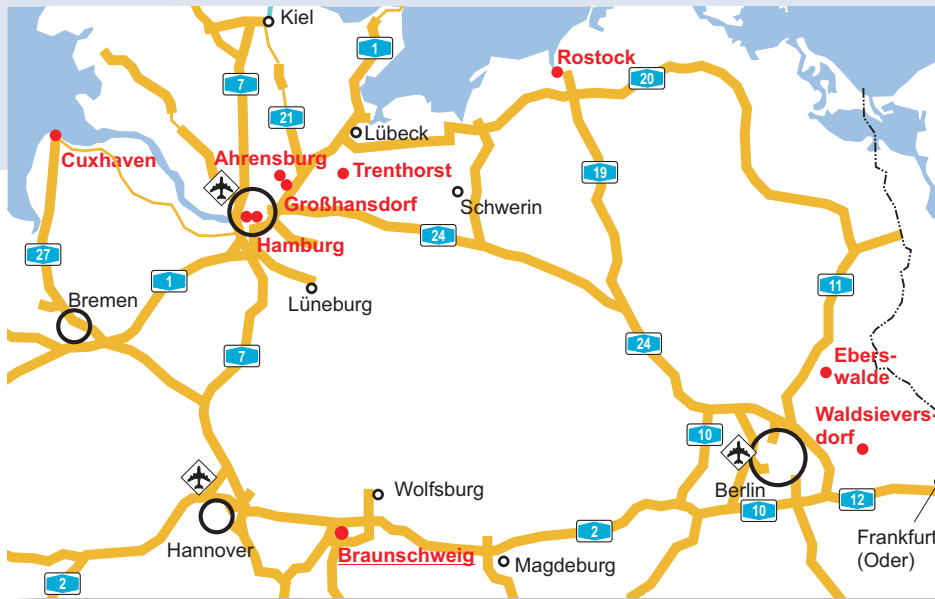 Kiel
1
7
Rostock
20
21
Lübeck
Cuxhaven
Ahrensburg
Trenthorst
19
Großhansdorf
Schwerin
24
Hamburg
27
1
11
Bremen
Lüneburg
24
7
Ebers-
walde
Waldsievers-
dorf
10
Wolfsburg
Berlin
12
10
2
Hannover
Braunschweig
Magdeburg
Frankfurt
(Oder)
2